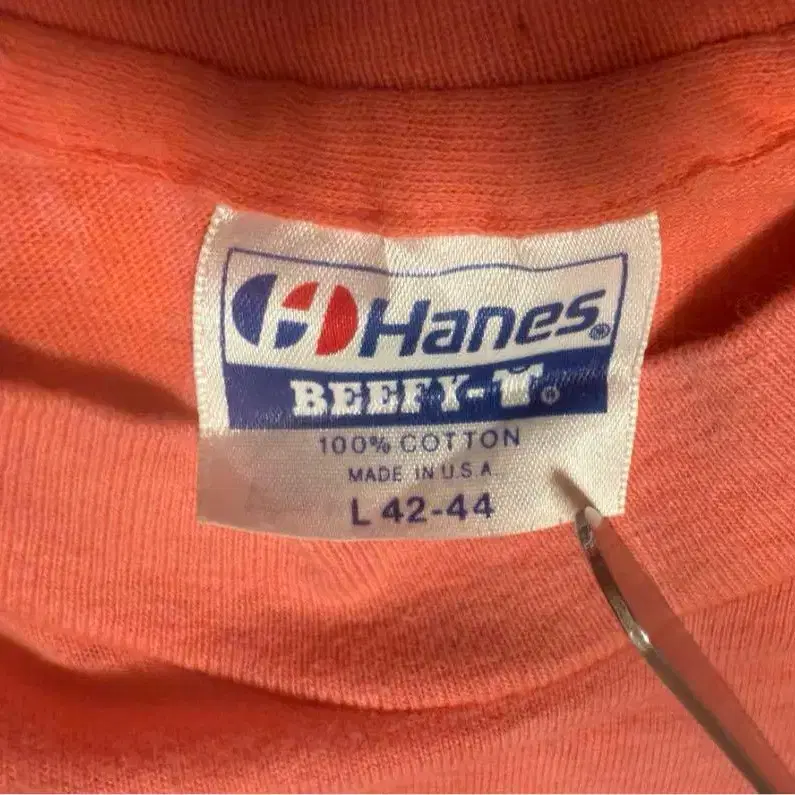 Hanes®
BEEFY-T®
100% COTTON
MADE IN U.S.A.
L 42-44